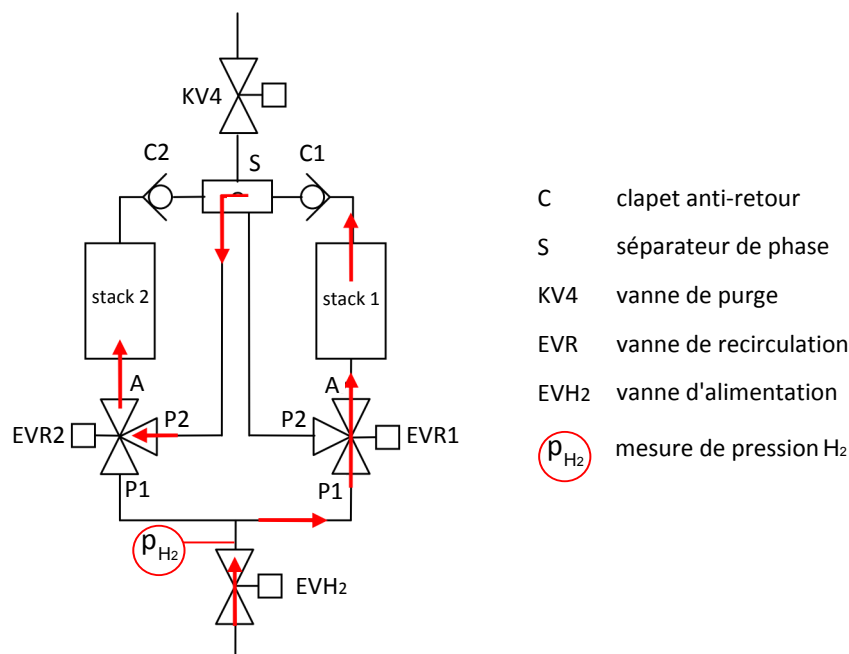 KV4
C2
S
C1
stack 2
stack 1
A
A
P2
P2
EVR2
EVR1
P1
P1
pH₂
EVH₂
C clapet anti-retour
S séparateur de phase
KV4 vanne de purge
EVR vanne de recirculation
EVH₂ vanne d'alimentation
pH₂ mesure de pression H₂